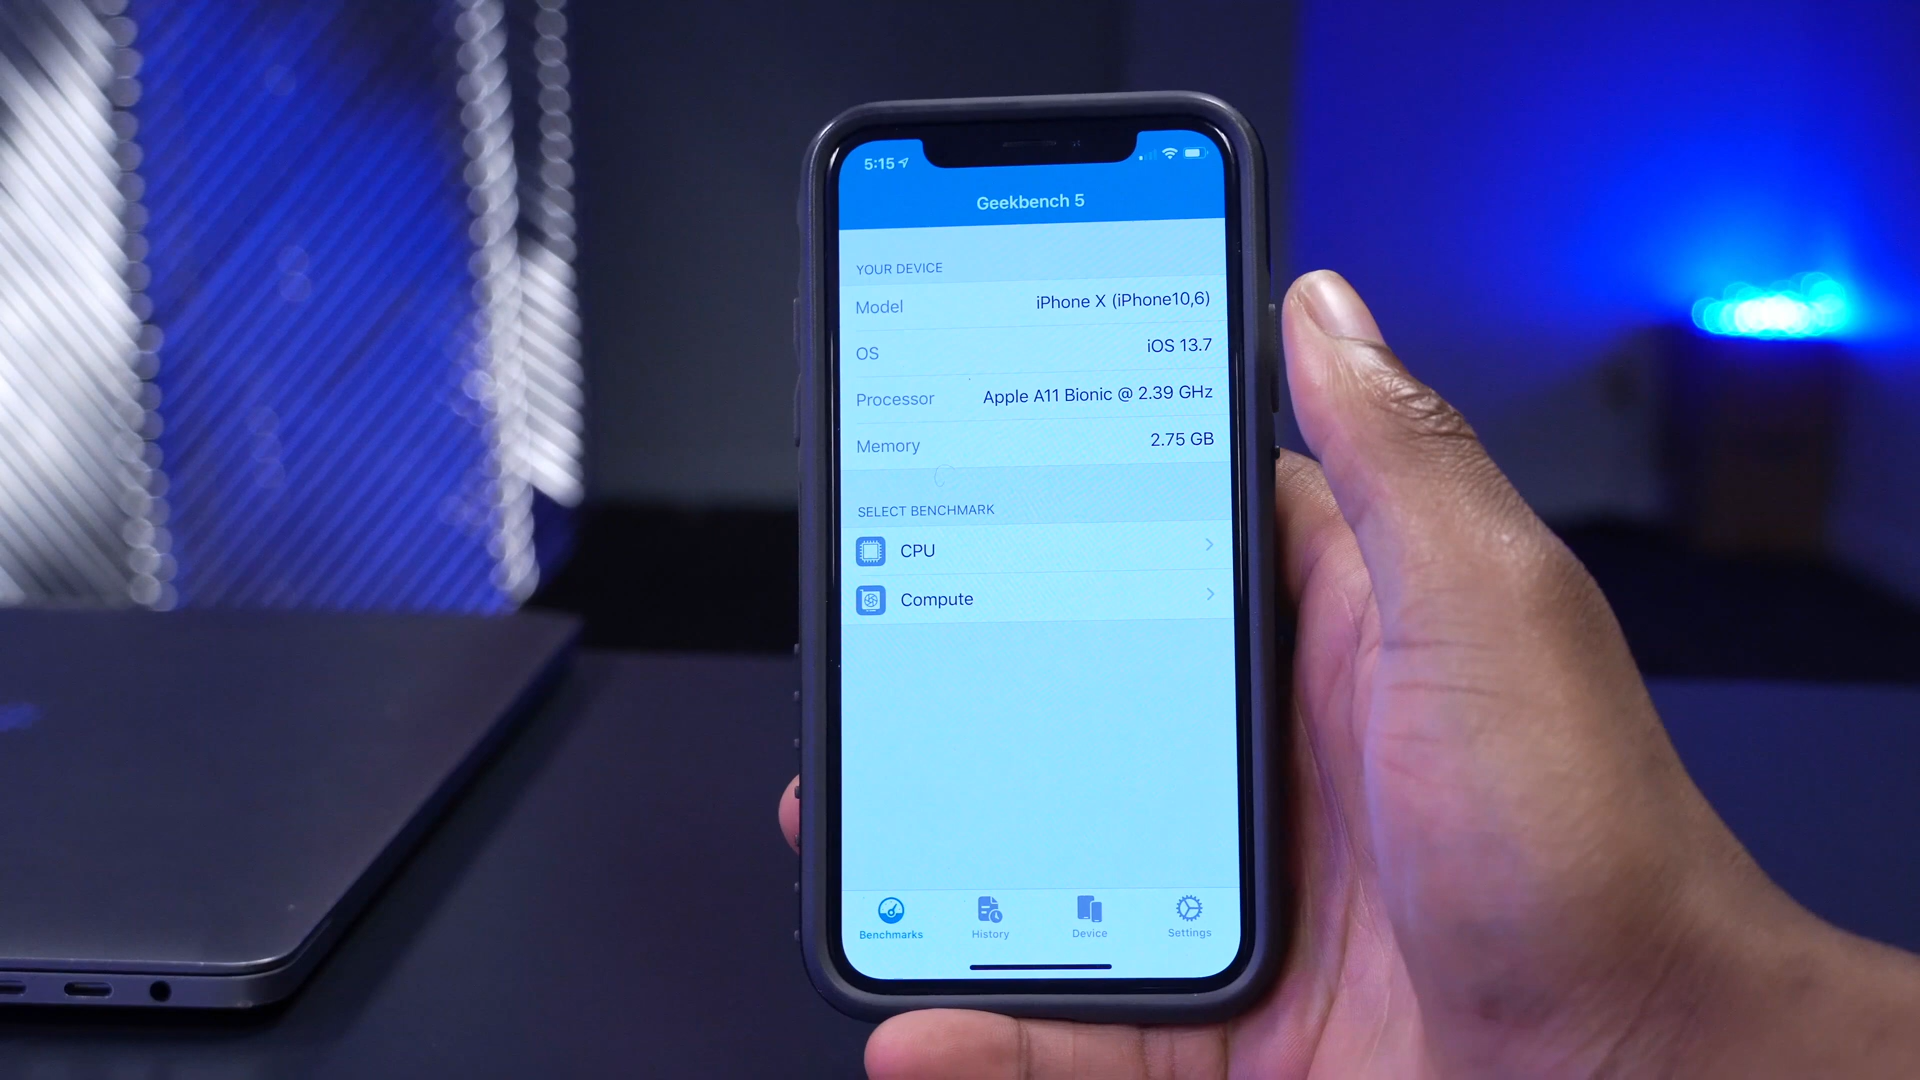 5:15
Geekbench 5
YOUR DEVICE
Model iPhone X (iPhone10,6)
OS iOS 13.7
Processor Apple A11 Bionic @ 2.39 GHz
Memory 2.75 GB
SELECT BENCHMARK
CPU
Compute
Benchmarks History Device Settings